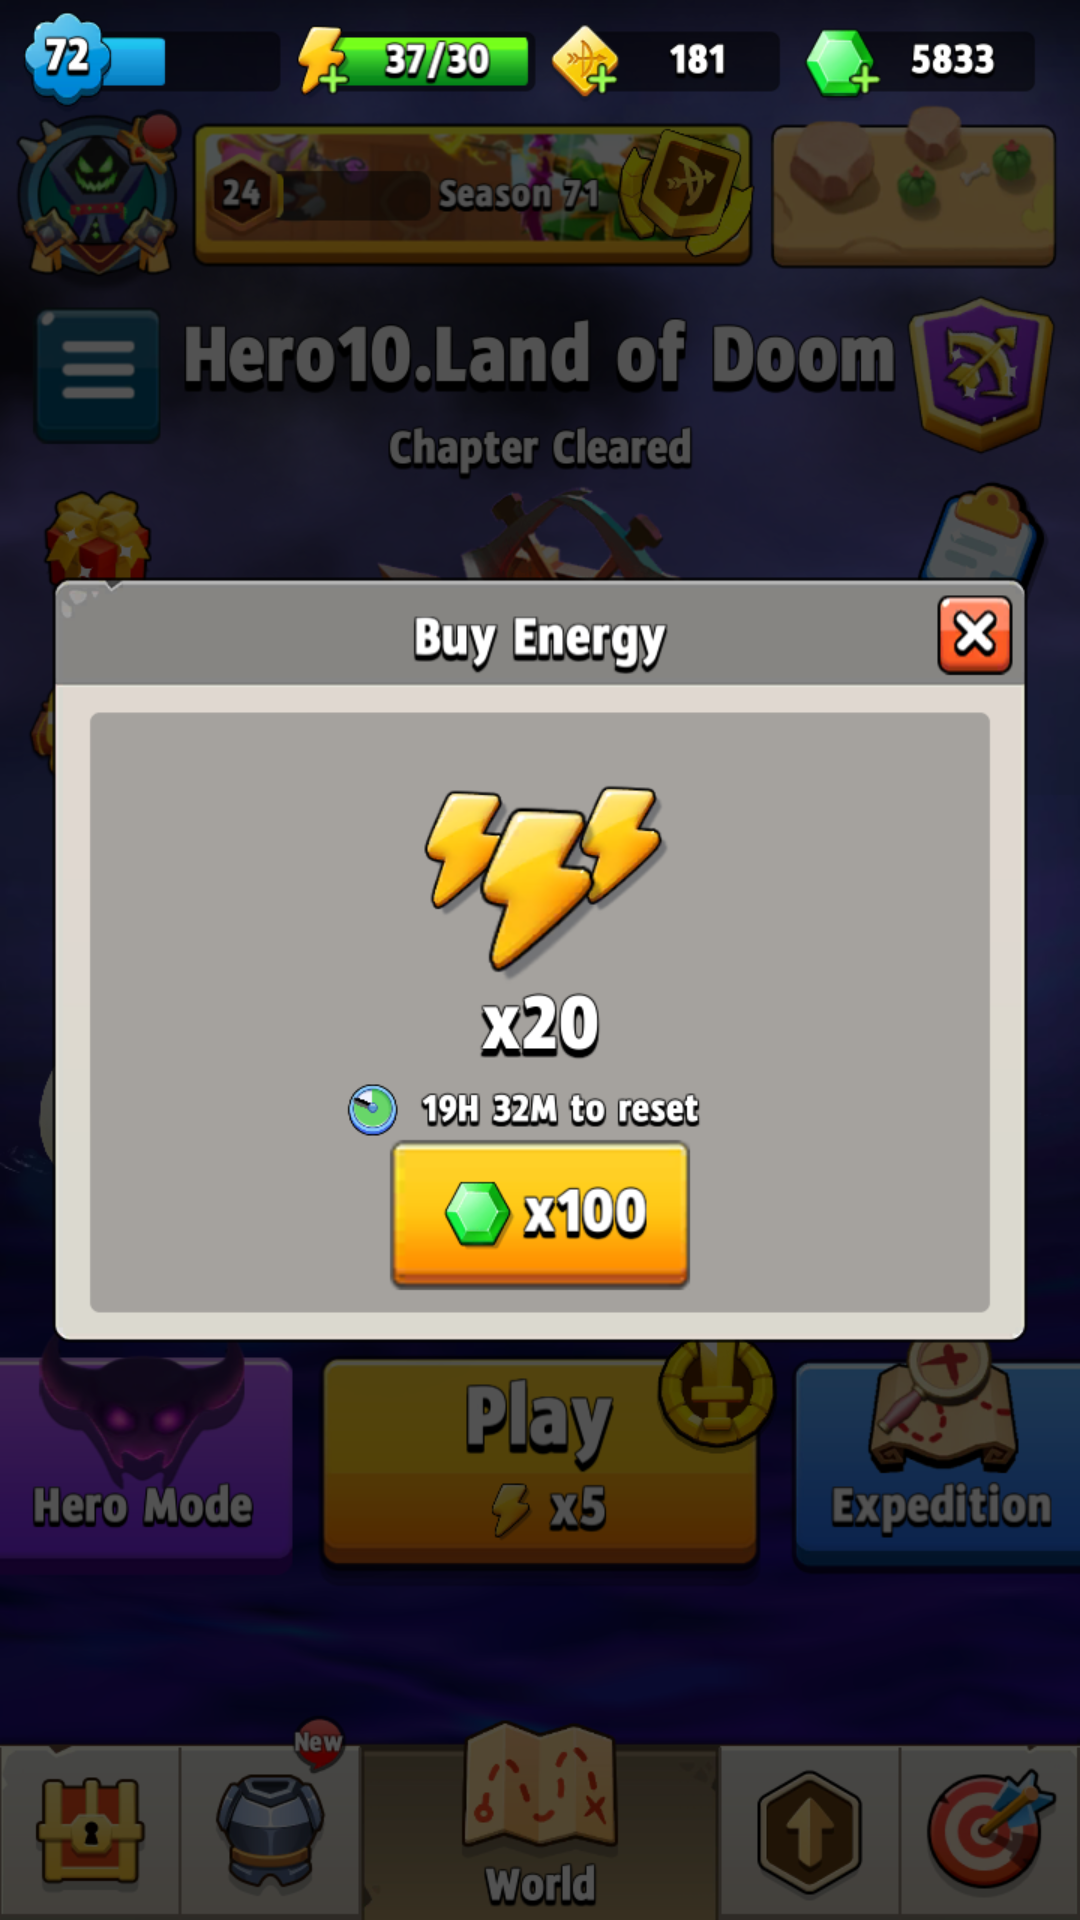 72
37/30
181
5833
24
Season 71
Hero10.Land of Doom
Chapter Cleared
Buy Energy
x20
19H 32M to reset
x100
Hero Mode
Play
x5
Expedition
New
World